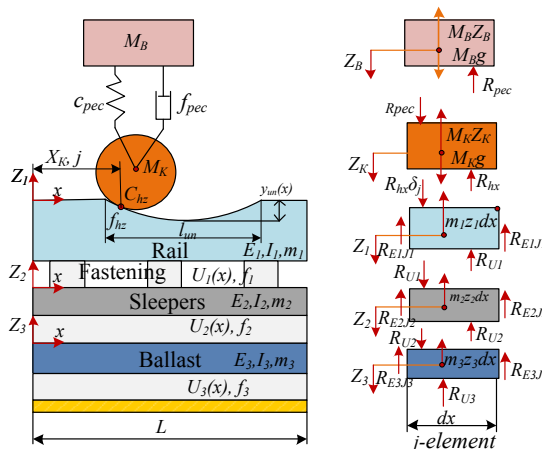 M_B
c_pec
f_pec
X_K, j
M_K
Z_1
x
C_hz
y_un(x)
f_hz
l_un
Rail
E_1, I_1, m_1
Z_2
Fastening
U_1(x), f_1
x
Sleepers
E_2, I_2, m_2
Z_3
U_2(x), f_2
x
Ballast
E_3, I_3, m_3
U_3(x), f_3
L
M_BZ_B
Z_B
M_Bg
R_pec
R_pec
M_KZ_K
Z_K
M_Kg
R_hxδ_j
R_hx
m_1z_1dx
Z_1
R_E1J1
R_E1J
R_U1
R_U1
m_2z_2dx
Z_2
R_E2J2
R_E2J
R_U2
R_U2
m_3z_3dx
Z_3
R_E3J3
R_E3J
R_U3
dx
j-element